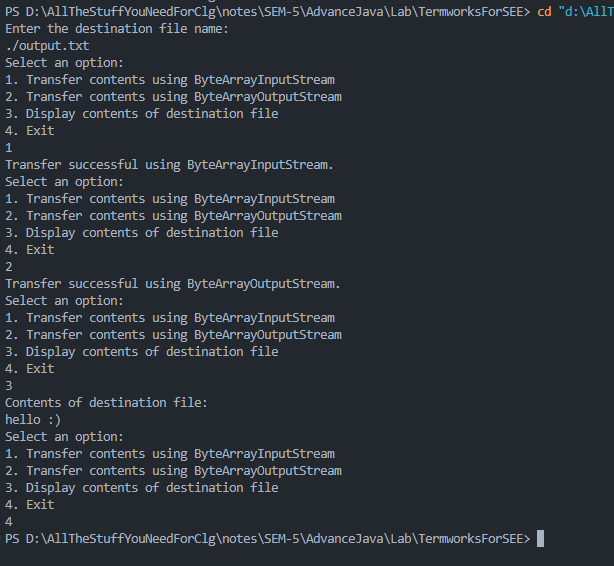 PS D:\AllTheStuffYouNeedForClg\notes\SEM-5\AdvanceJava\Lab\TermworksForSEE> cd "d:\AllT
Enter the destination file name:
./output.txt
Select an option:
1. Transfer contents using ByteArrayInputStream
2. Transfer contents using ByteArrayOutputStream
3. Display contents of destination file
4. Exit
1
Transfer successful using ByteArrayInputStream.
Select an option:
1. Transfer contents using ByteArrayInputStream
2. Transfer contents using ByteArrayOutputStream
3. Display contents of destination file
4. Exit
2
Transfer successful using ByteArrayOutputStream.
Select an option:
1. Transfer contents using ByteArrayInputStream
2. Transfer contents using ByteArrayOutputStream
3. Display contents of destination file
4. Exit
3
Contents of destination file:
hello :)
Select an option:
1. Transfer contents using ByteArrayInputStream
2. Transfer contents using ByteArrayOutputStream
3. Display contents of destination file
4. Exit
4
PS D:\AllTheStuffYouNeedForClg\notes\SEM-5\AdvanceJava\Lab\TermworksForSEE>